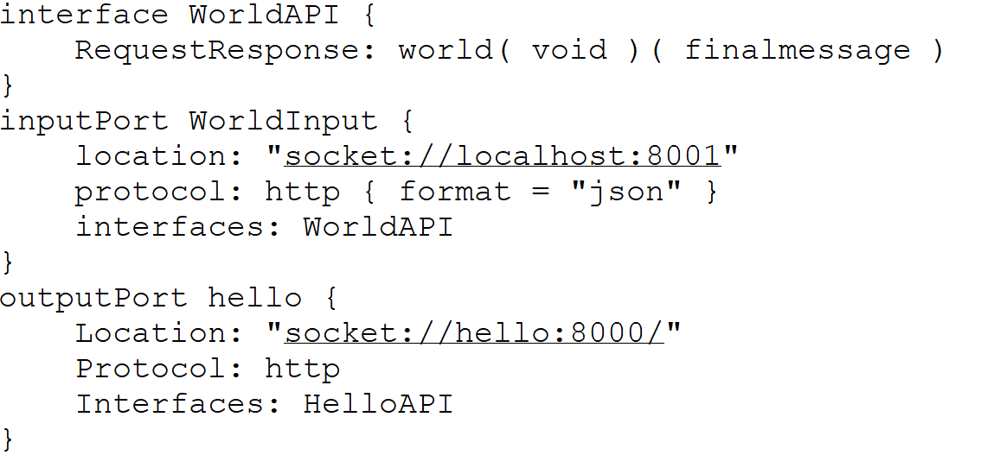 interface WorldAPI {
    RequestResponse: world( void )( finalmessage )
}
inputPort WorldInput {
    location: "socket://localhost:8001"
    protocol: http { format = "json" }
    interfaces: WorldAPI
}
outputPort hello {
    Location: "socket://hello:8000/"
    Protocol: http
    Interfaces: HelloAPI
}